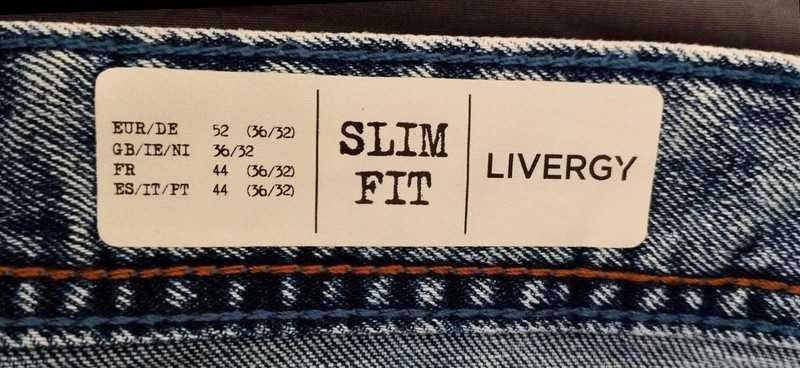 EUR/DE 52 (36/32)
GB/IE/NI 36/32
FR 44 (36/32)
ES/IT/PT 44 (36/32)
SLIM
FIT
LIVERGY